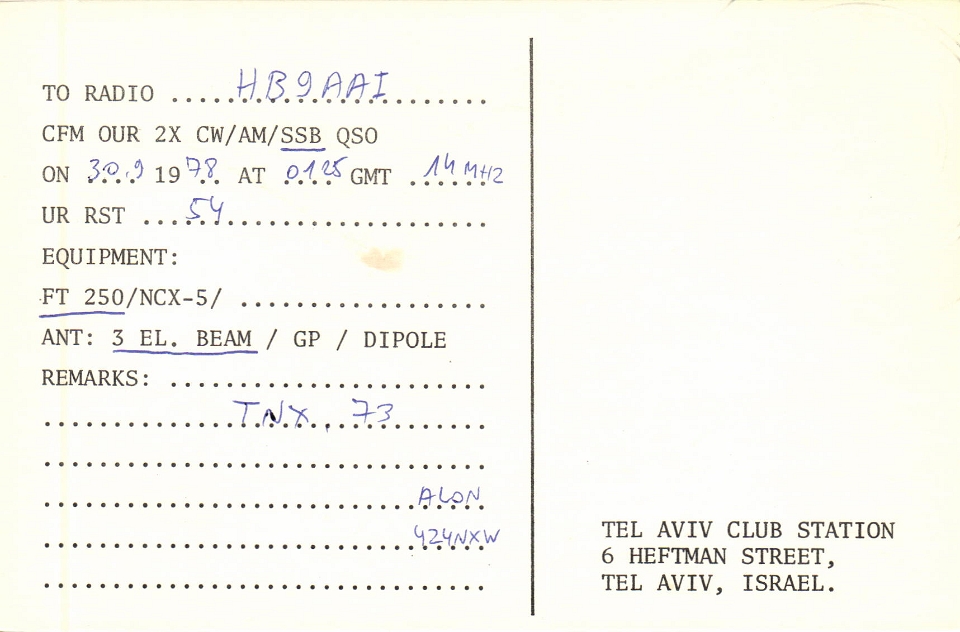 TO RADIO .....HB9AAI.....
CFM OUR 2X CW/AM/SSB QSO
ON 30.9 1978 AT 0125 GMT 14 MHZ
UR RST ...54...................
EQUIPMENT:
FT 250/NCX-5/ ..................
ANT: 3 EL. BEAM / GP / DIPOLE
REMARKS: .......................
TNX, 73
ALON
4Z4NXW
TEL AVIV CLUB STATION
6 HEFTMAN STREET,
TEL AVIV, ISRAEL.